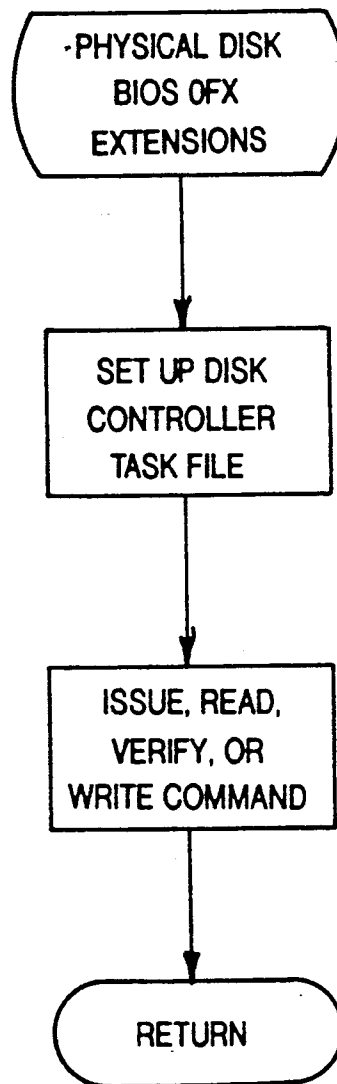 PHYSICAL DISK
BIOS 0FX
EXTENSIONS
SET UP DISK
CONTROLLER
TASK FILE
ISSUE, READ,
VERIFY, OR
WRITE COMMAND
RETURN